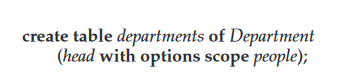 create table departments of Department
(head with options scope people);